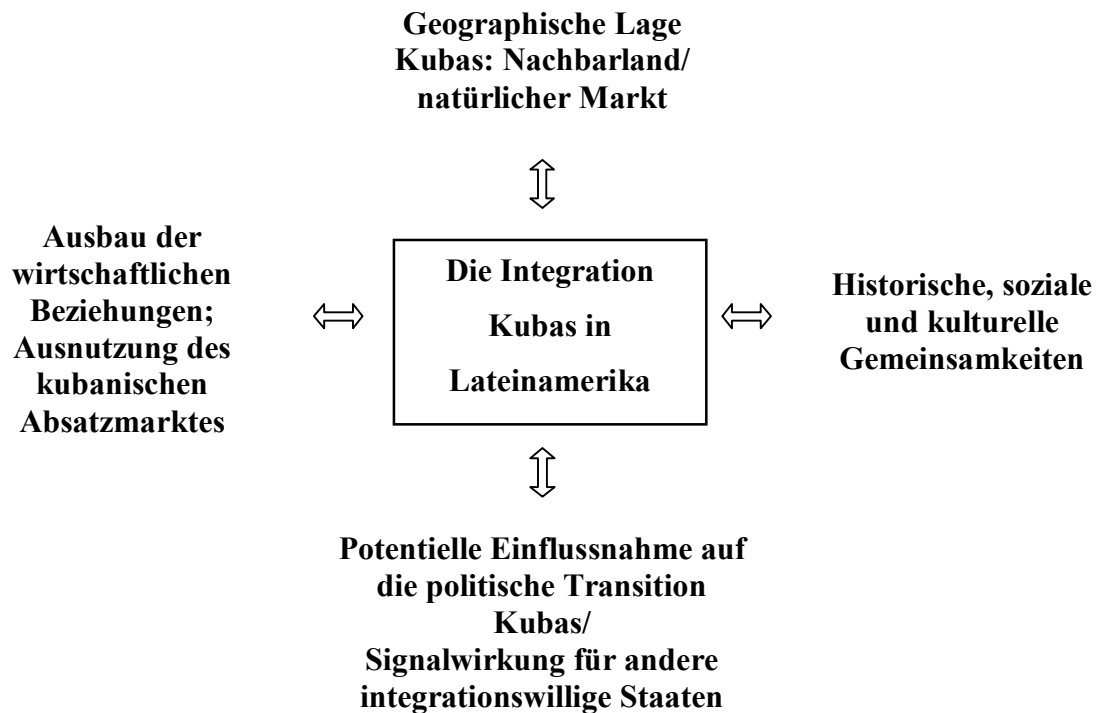 Geographische Lage
Kubas: Nachbarland/
natürlicher Markt
Ausbau der
wirtschaftlichen
Beziehungen;
Ausnutzung des
kubanischen
Absatzmarktes
Die Integration
Kubas in
Lateinamerika
Historische, soziale
und kulturelle
Gemeinsamkeiten
Potentielle Einflussnahme auf
die politische Transition
Kubas/
Signalwirkung für andere
integrationswillige Staaten